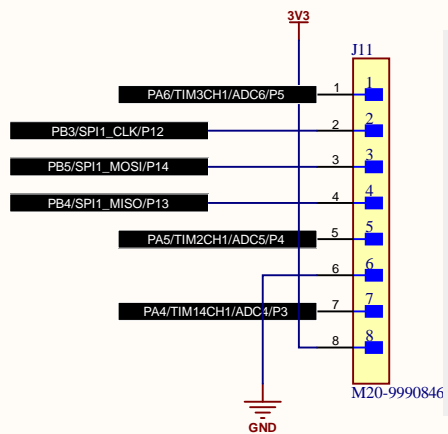 3V3
J11
PA6/TIM3CH1/ADC6/P5 1 1
PB3/SPI1_CLK/P12 2 2
PB5/SPI1_MOSI/P14 3 3
PB4/SPI1_MISO/P13 4 4
PA5/TIM2CH1/ADC5/P4 5 5
6 6
PA4/TIM14CH1/ADC4/P3 7 7
8 8
M20-9990846
GND